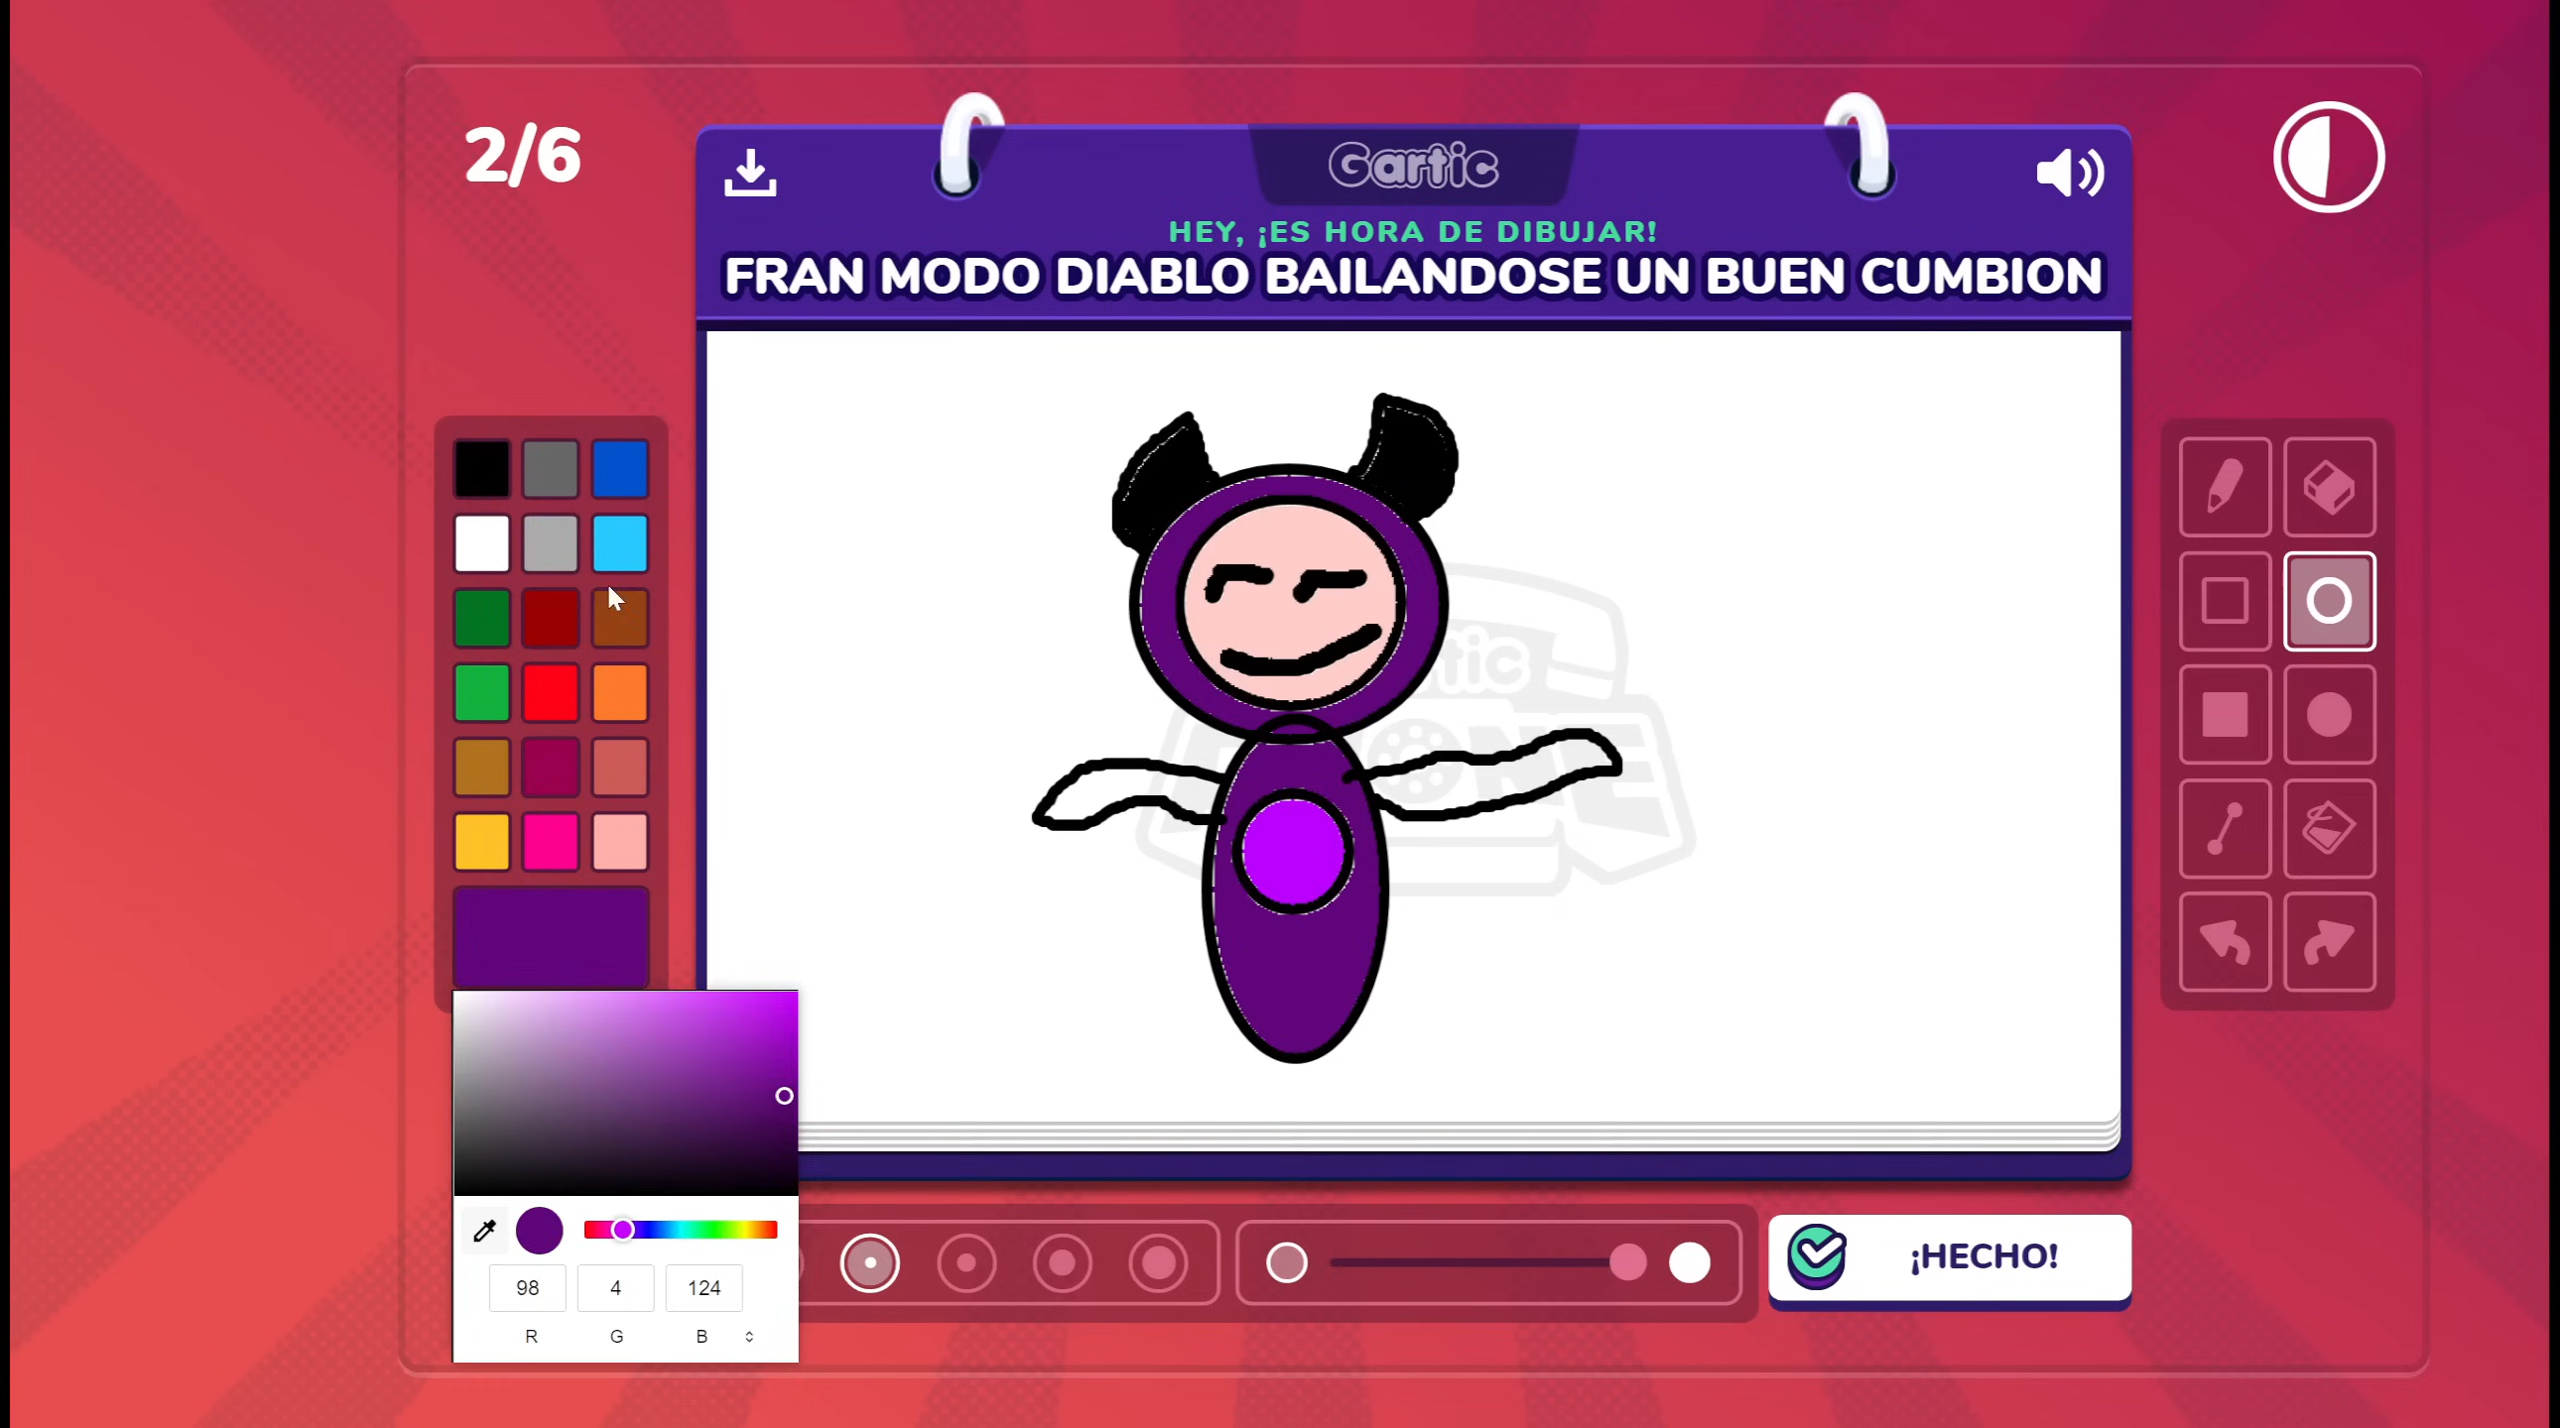 2/6
Gartic
HEY, ¡ES HORA DE DIBUJAR!
FRAN MODO DIABLO BAILANDOSE UN BUEN CUMBION
¡HECHO!
98 4 124
R G B